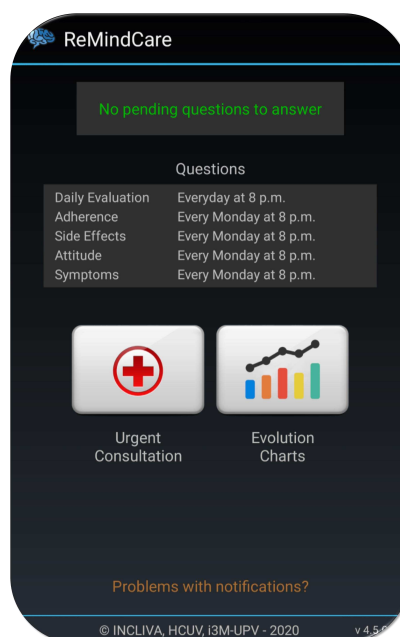 ReMindCare
No pending questions to answer
Questions
Daily Evaluation Everyday at 8 p.m.
Adherence Every Monday at 8 p.m.
Side Effects Every Monday at 8 p.m.
Attitude Every Monday at 8 p.m.
Symptoms Every Monday at 8 p.m.
Urgent
Consultation
Evolution
Charts
Problems with notifications?
© INCLIVA, HCUV, i3M-UPV - 2020